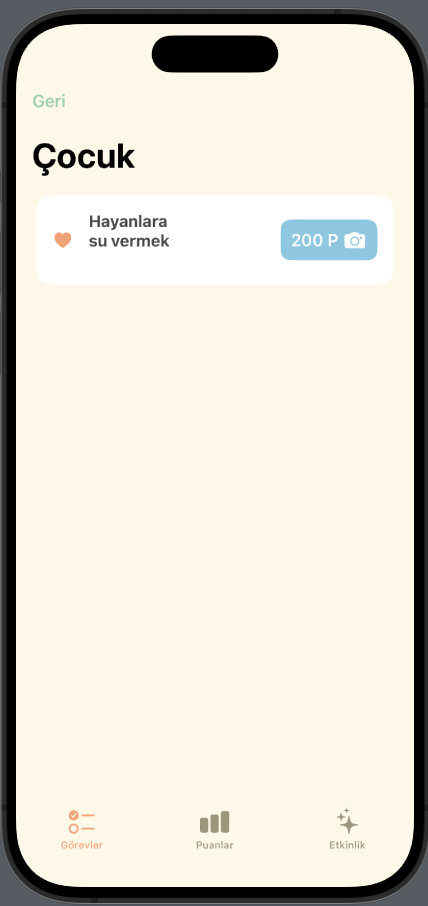 Geri
Çocuk
Hayanlara
su vermek
200 P
Görevler
Puanlar
Etkinlik